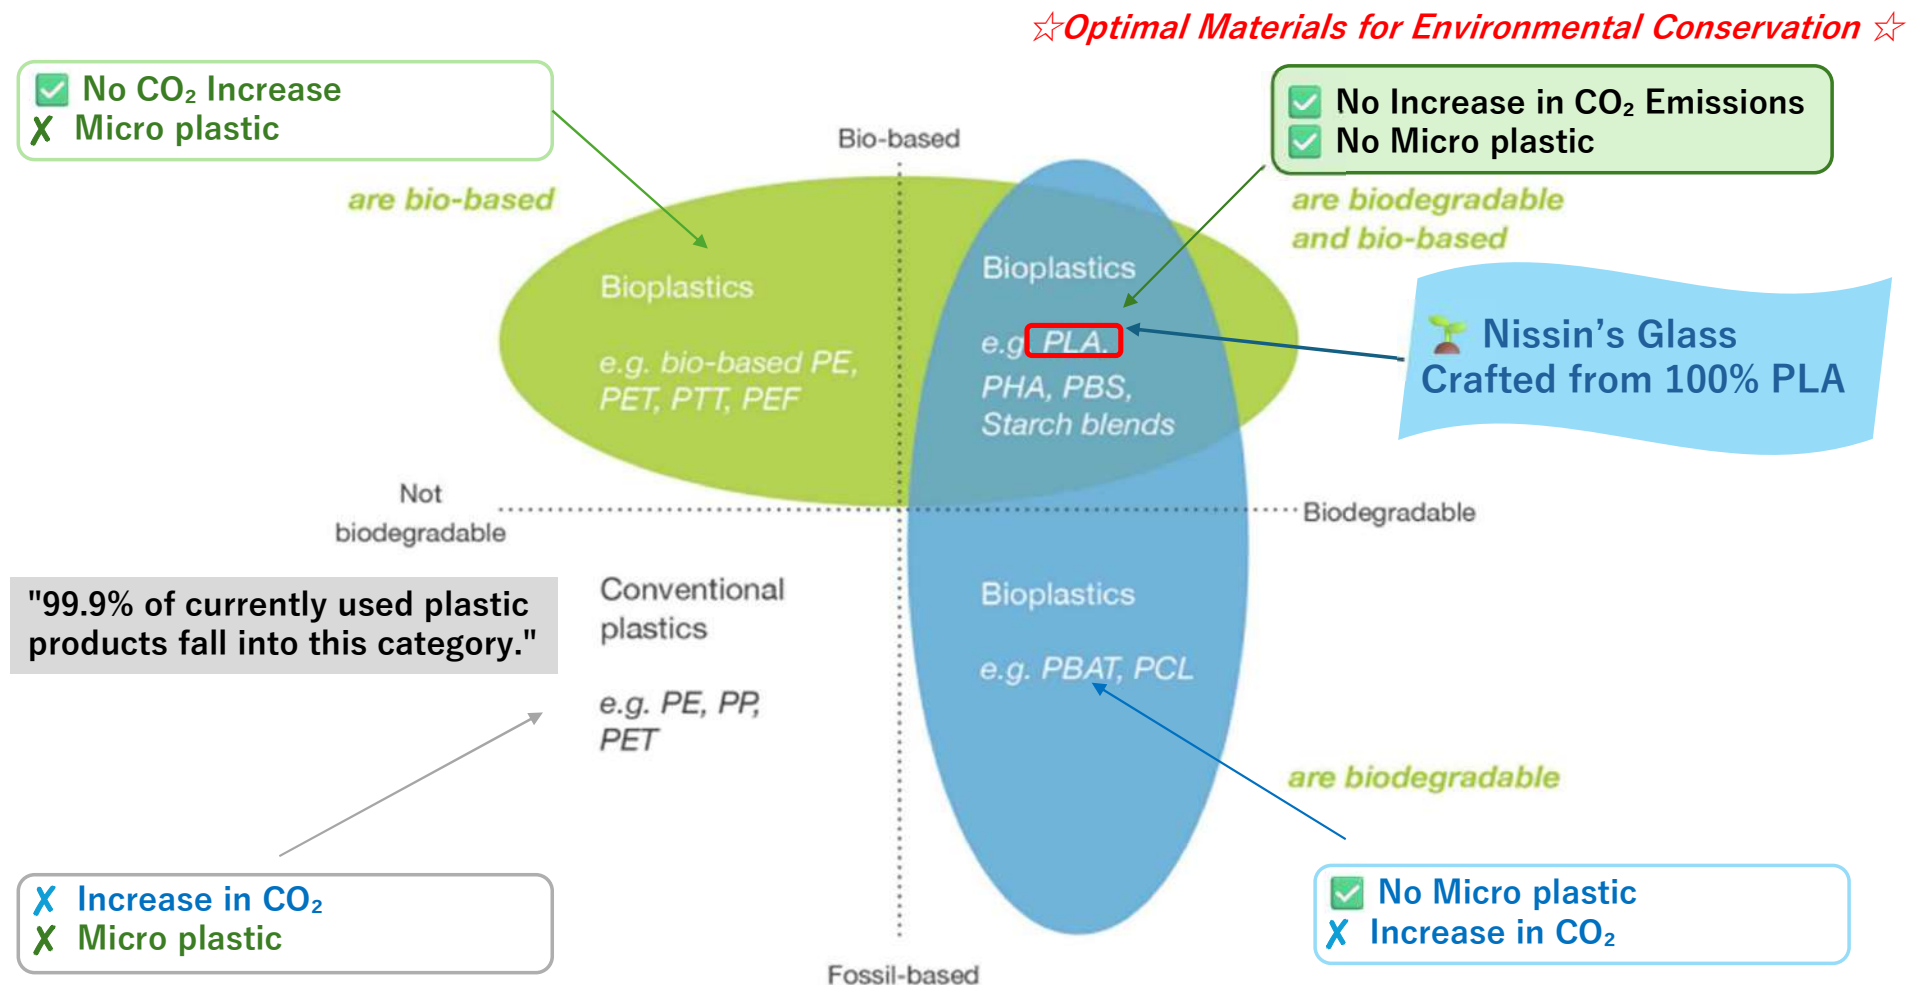 ☆Optimal Materials for Environmental Conservation ☆
✅ No CO₂ Increase
✘ Micro plastic
✅ No Increase in CO₂ Emissions
✅ No Micro plastic
Bio-based
are bio-based
are biodegradable
and bio-based
Bioplastics
e.g. bio-based PE,
PET, PTT, PEF
Bioplastics
e.g. PLA,
PHA, PBS,
Starch blends
🌱 Nissin's Glass
Crafted from 100% PLA
Not
biodegradable
Biodegradable
"99.9% of currently used plastic
products fall into this category."
Conventional
plastics
e.g. PE, PP,
PET
Bioplastics
e.g. PBAT, PCL
are biodegradable
✘ Increase in CO₂
✘ Micro plastic
✅ No Micro plastic
✘ Increase in CO₂
Fossil-based